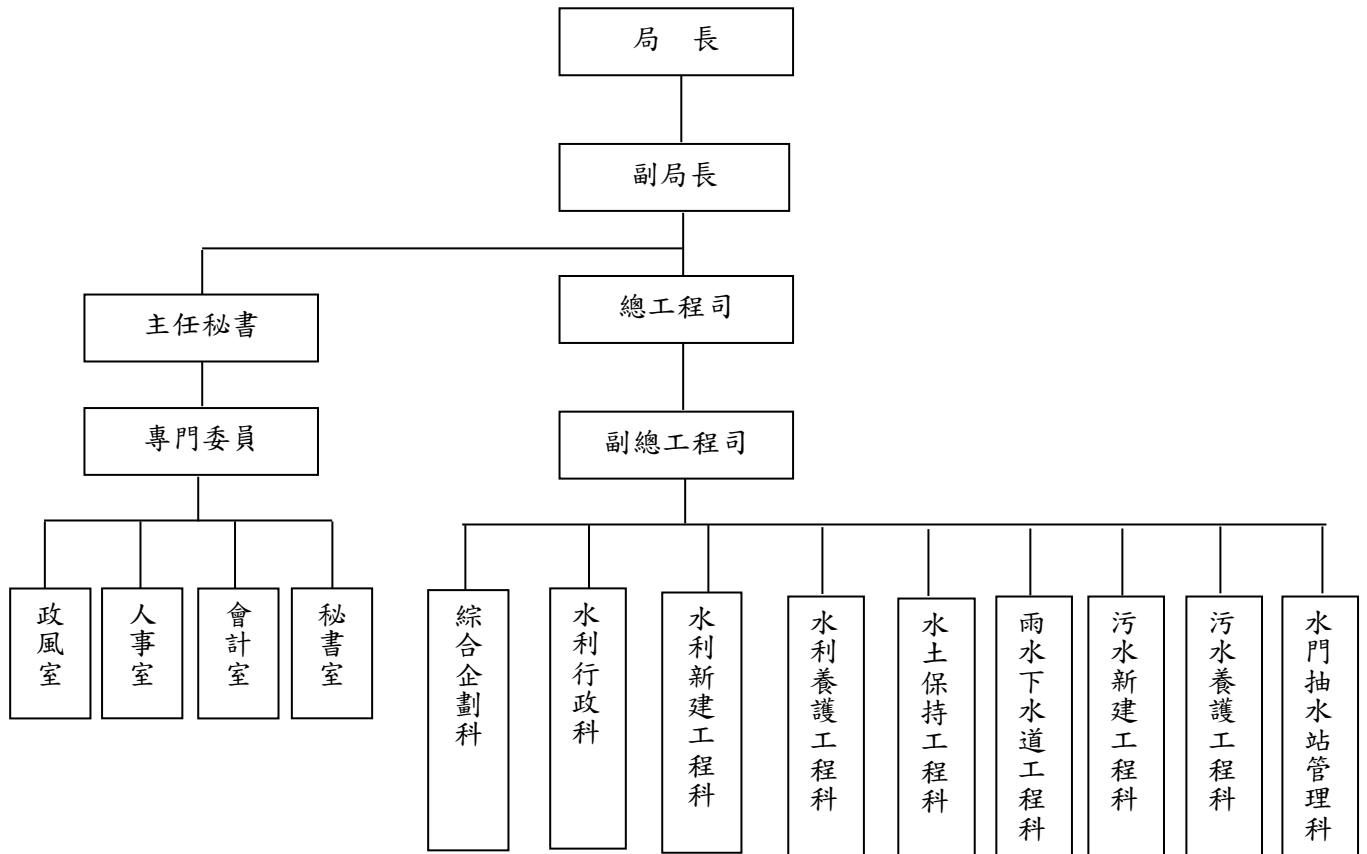 局 長
副局長
主任秘書
總工程司
專門委員
副總工程司
政風室
人事室
會計室
秘書室
綜合企劃科
水利行政科
水利新建工程科
水利養護工程科
水土保持工程科
雨水下水道工程科
污水新建工程科
污水養護工程科
水門抽水站管理科